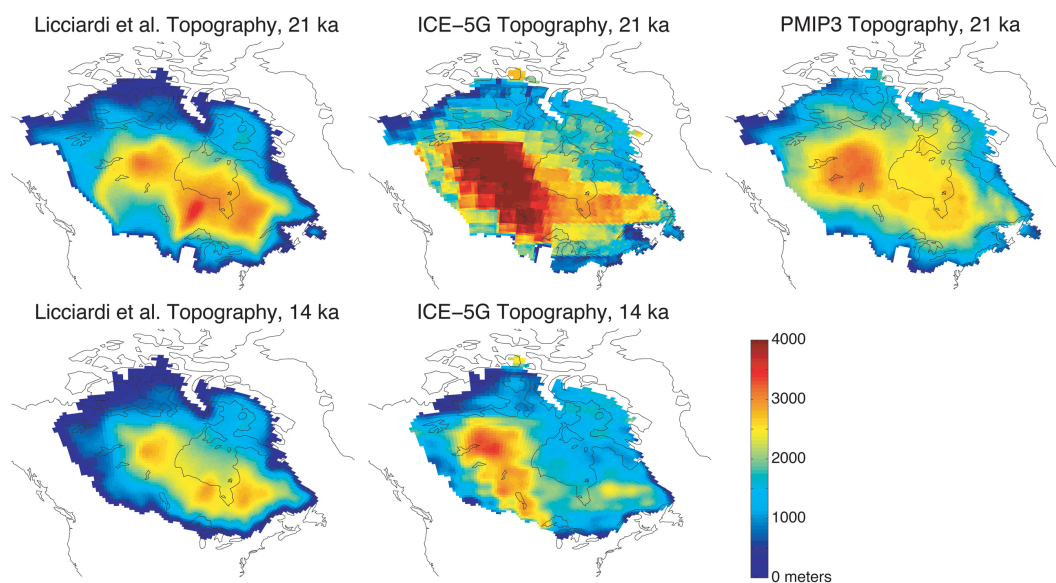 Licciardi et al. Topography, 21 ka
ICE−5G Topography, 21 ka
PMIP3 Topography, 21 ka
Licciardi et al. Topography, 14 ka
ICE−5G Topography, 14 ka
4000
3000
2000
1000
0 meters